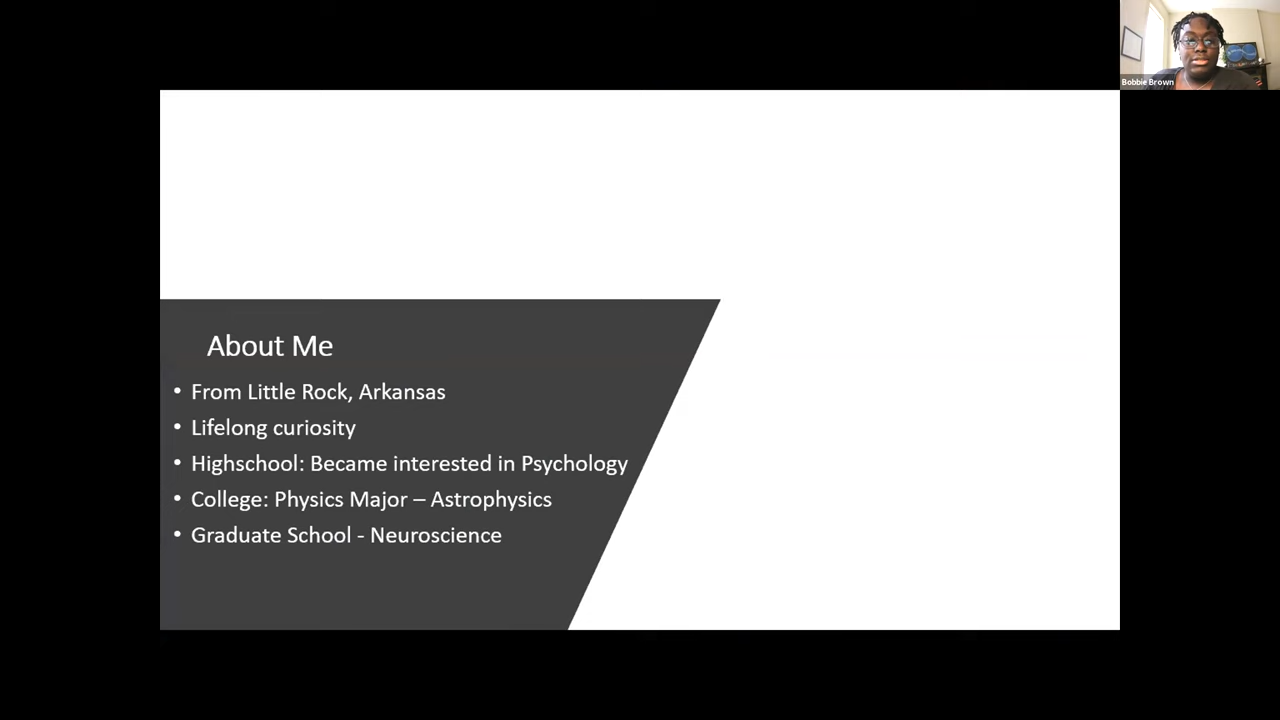 Bobbie Brown
About Me
• From Little Rock, Arkansas
• Lifelong curiosity
• Highschool: Became interested in Psychology
• College: Physics Major – Astrophysics
• Graduate School - Neuroscience